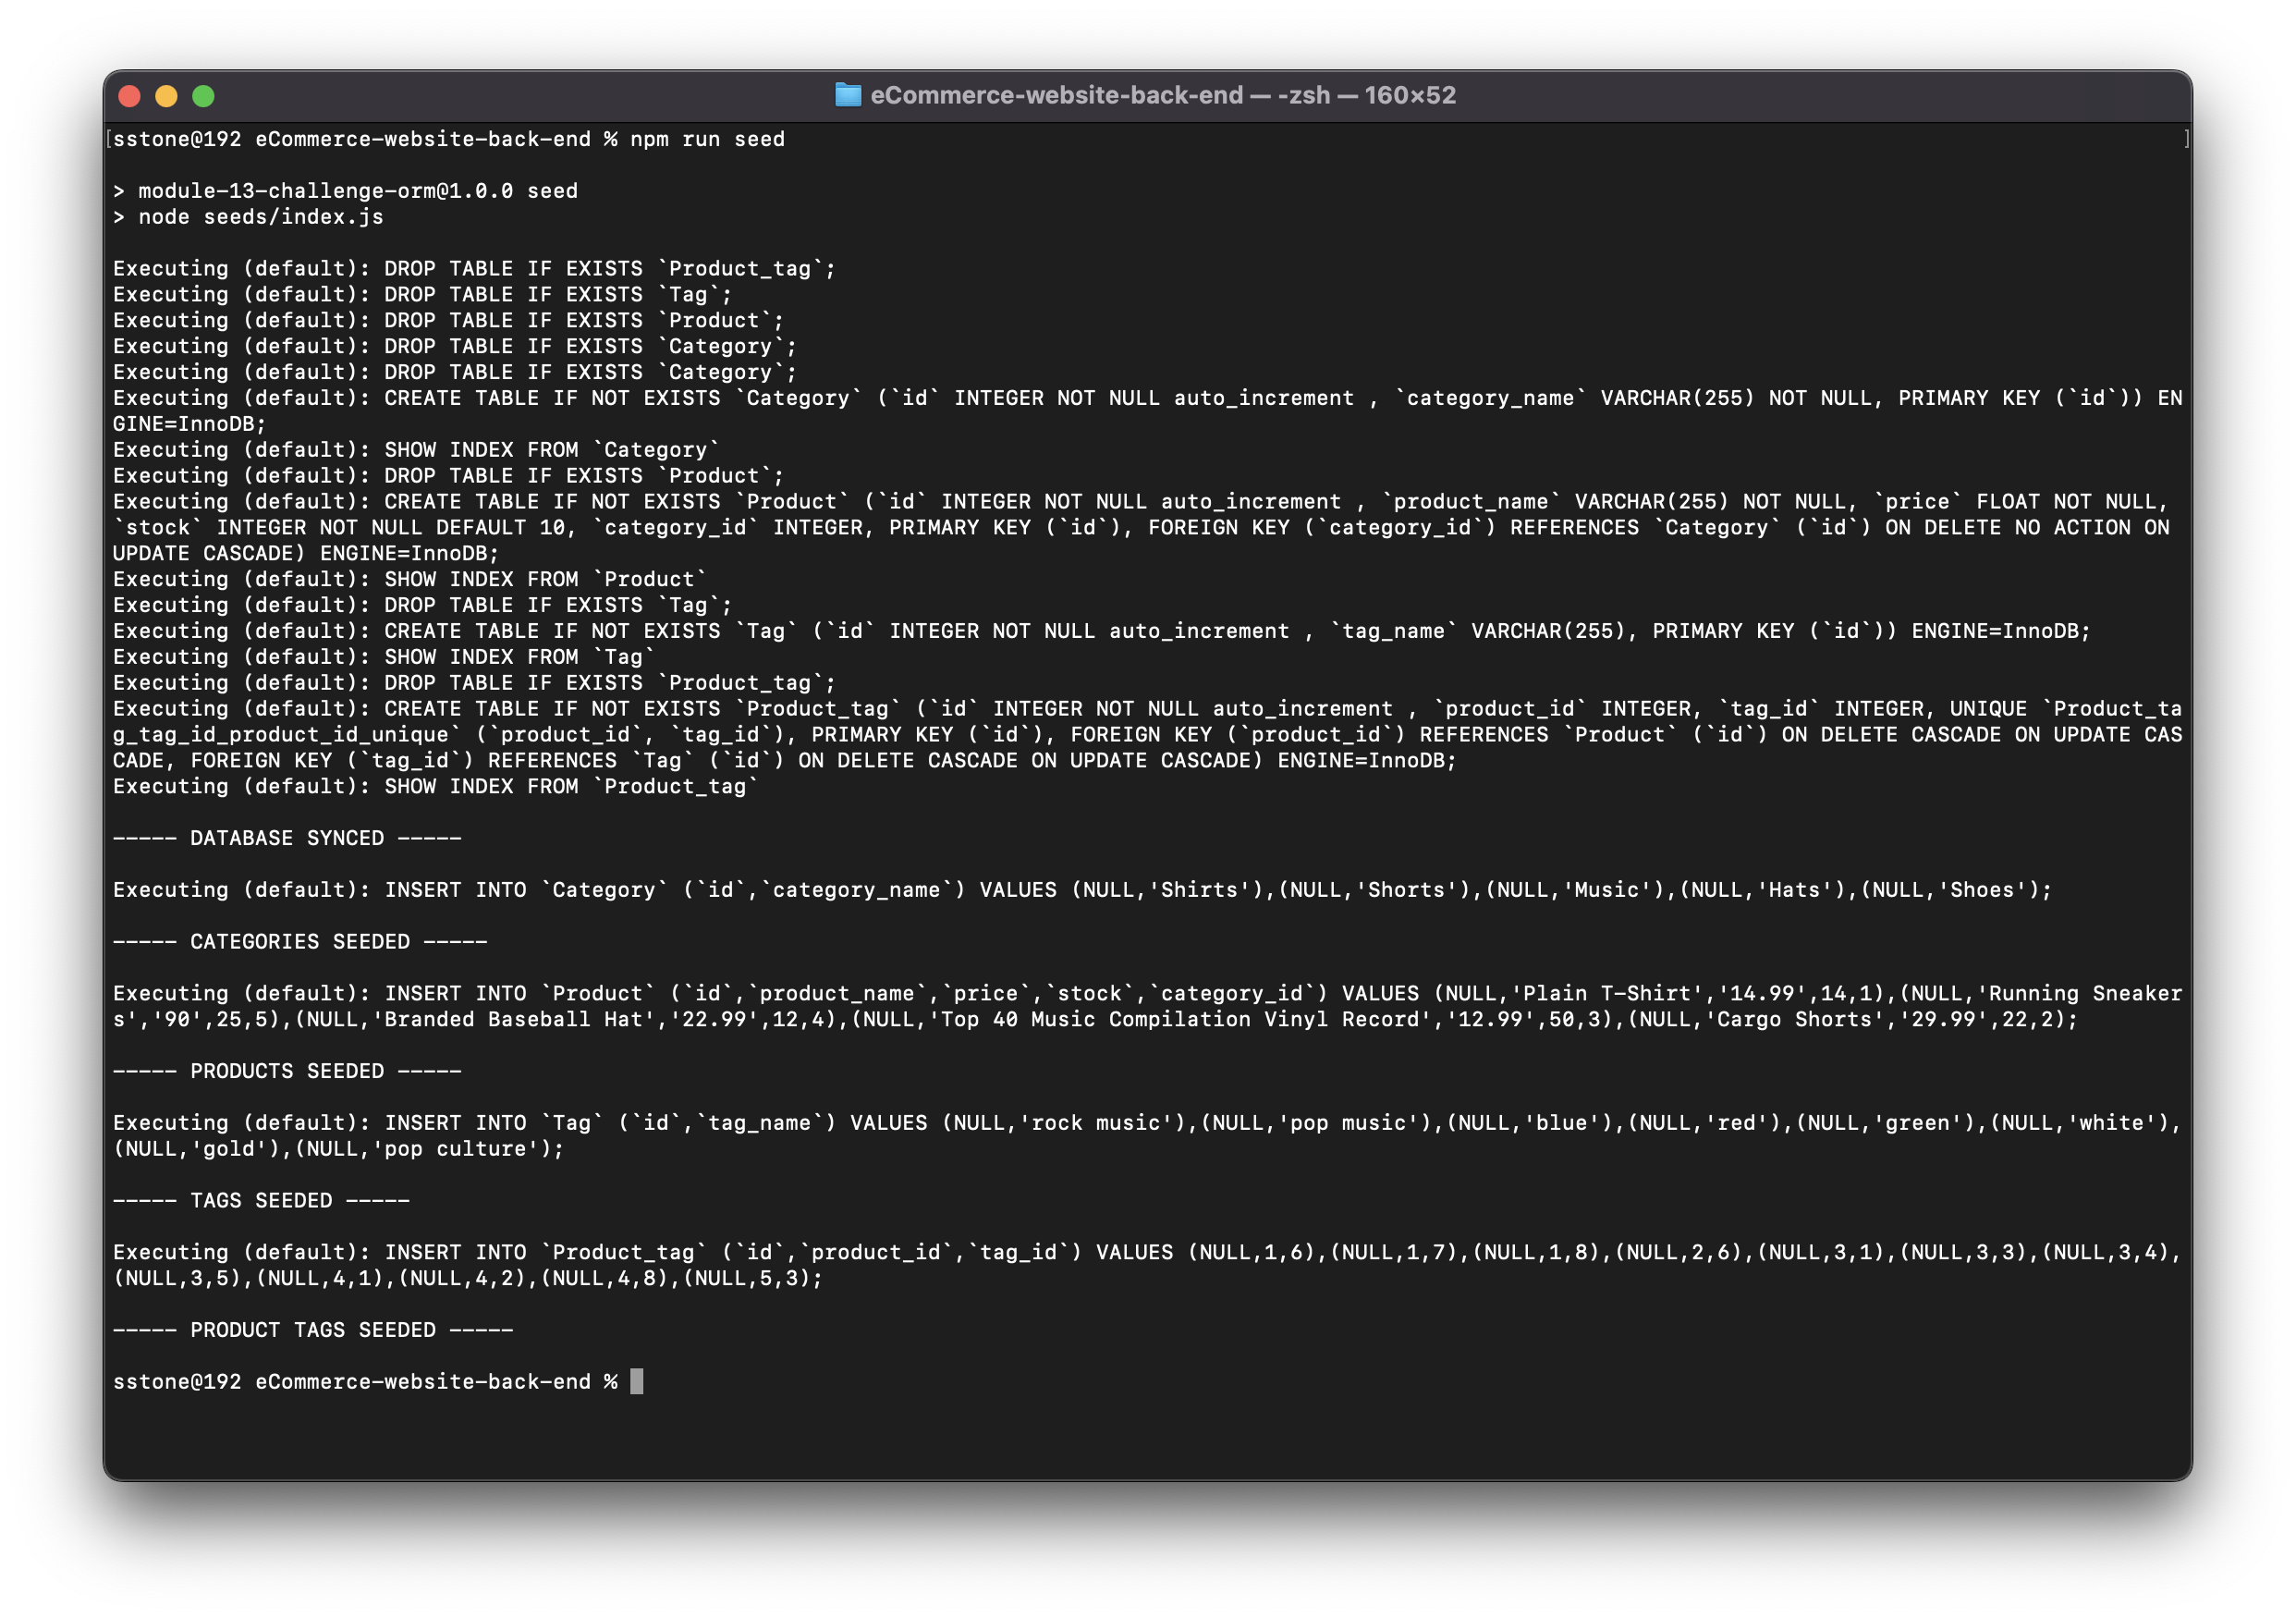 eCommerce-website-back-end — -zsh — 160×52
[sstone@192 eCommerce-website-back-end % npm run seed ]
> module-13-challenge-orm@1.0.0 seed
> node seeds/index.js
Executing (default): DROP TABLE IF EXISTS `Product_tag`;
Executing (default): DROP TABLE IF EXISTS `Tag`;
Executing (default): DROP TABLE IF EXISTS `Product`;
Executing (default): DROP TABLE IF EXISTS `Category`;
Executing (default): DROP TABLE IF EXISTS `Category`;
Executing (default): CREATE TABLE IF NOT EXISTS `Category` (`id` INTEGER NOT NULL auto_increment , `category_name` VARCHAR(255) NOT NULL, PRIMARY KEY (`id`)) EN
GINE=InnoDB;
Executing (default): SHOW INDEX FROM `Category`
Executing (default): DROP TABLE IF EXISTS `Product`;
Executing (default): CREATE TABLE IF NOT EXISTS `Product` (`id` INTEGER NOT NULL auto_increment , `product_name` VARCHAR(255) NOT NULL, `price` FLOAT NOT NULL,
`stock` INTEGER NOT NULL DEFAULT 10, `category_id` INTEGER, PRIMARY KEY (`id`), FOREIGN KEY (`category_id`) REFERENCES `Category` (`id`) ON DELETE NO ACTION ON
UPDATE CASCADE) ENGINE=InnoDB;
Executing (default): SHOW INDEX FROM `Product`
Executing (default): DROP TABLE IF EXISTS `Tag`;
Executing (default): CREATE TABLE IF NOT EXISTS `Tag` (`id` INTEGER NOT NULL auto_increment , `tag_name` VARCHAR(255), PRIMARY KEY (`id`)) ENGINE=InnoDB;
Executing (default): SHOW INDEX FROM `Tag`
Executing (default): DROP TABLE IF EXISTS `Product_tag`;
Executing (default): CREATE TABLE IF NOT EXISTS `Product_tag` (`id` INTEGER NOT NULL auto_increment , `product_id` INTEGER, `tag_id` INTEGER, UNIQUE `Product_ta
g_tag_id_product_id_unique` (`product_id`, `tag_id`), PRIMARY KEY (`id`), FOREIGN KEY (`product_id`) REFERENCES `Product` (`id`) ON DELETE CASCADE ON UPDATE CAS
CADE, FOREIGN KEY (`tag_id`) REFERENCES `Tag` (`id`) ON DELETE CASCADE ON UPDATE CASCADE) ENGINE=InnoDB;
Executing (default): SHOW INDEX FROM `Product_tag`
----- DATABASE SYNCED -----
Executing (default): INSERT INTO `Category` (`id`,`category_name`) VALUES (NULL,'Shirts'),(NULL,'Shorts'),(NULL,'Music'),(NULL,'Hats'),(NULL,'Shoes');
----- CATEGORIES SEEDED -----
Executing (default): INSERT INTO `Product` (`id`,`product_name`,`price`,`stock`,`category_id`) VALUES (NULL,'Plain T-Shirt','14.99',14,1),(NULL,'Running Sneaker
s','90',25,5),(NULL,'Branded Baseball Hat','22.99',12,4),(NULL,'Top 40 Music Compilation Vinyl Record','12.99',50,3),(NULL,'Cargo Shorts','29.99',22,2);
----- PRODUCTS SEEDED -----
Executing (default): INSERT INTO `Tag` (`id`,`tag_name`) VALUES (NULL,'rock music'),(NULL,'pop music'),(NULL,'blue'),(NULL,'red'),(NULL,'green'),(NULL,'white'),
(NULL,'gold'),(NULL,'pop culture');
----- TAGS SEEDED -----
Executing (default): INSERT INTO `Product_tag` (`id`,`product_id`,`tag_id`) VALUES (NULL,1,6),(NULL,1,7),(NULL,1,8),(NULL,2,6),(NULL,3,1),(NULL,3,3),(NULL,3,4),
(NULL,3,5),(NULL,4,1),(NULL,4,2),(NULL,4,8),(NULL,5,3);
----- PRODUCT TAGS SEEDED -----
sstone@192 eCommerce-website-back-end %